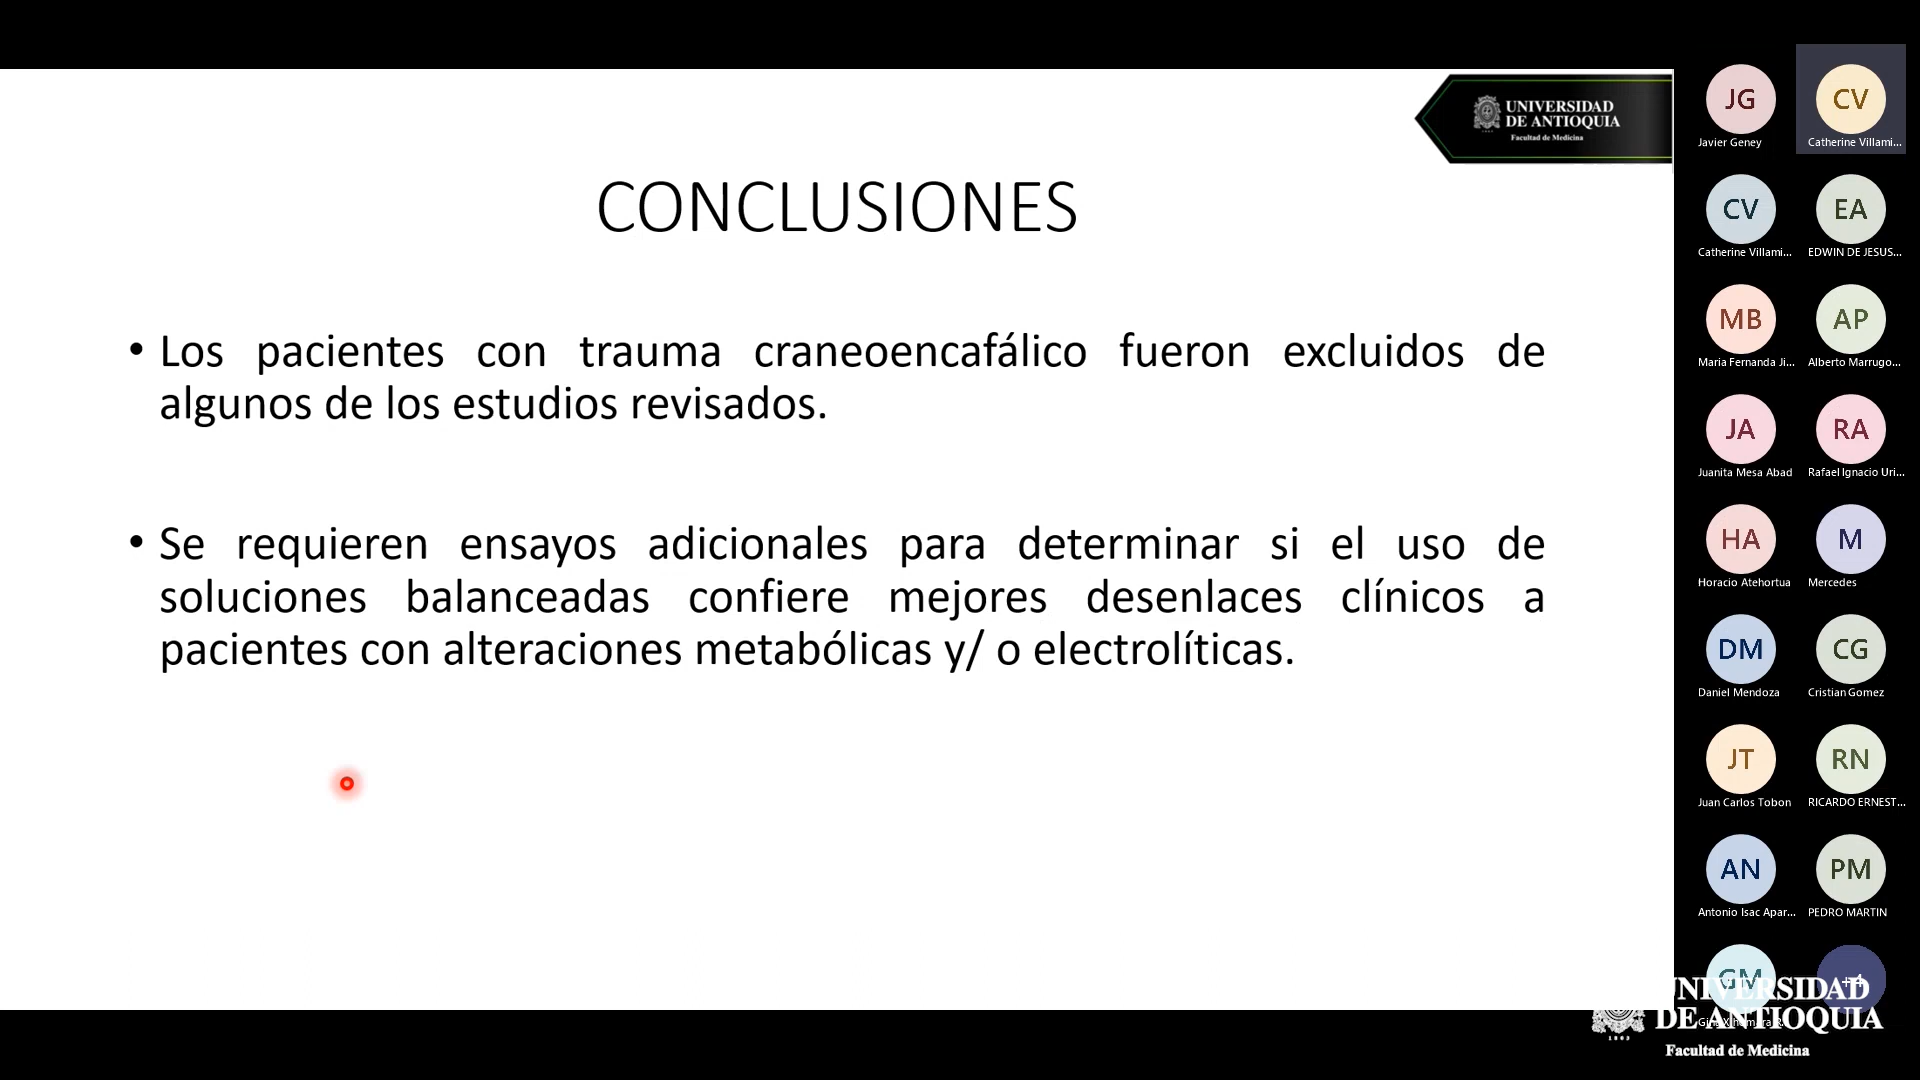 UNIVERSIDAD
DE ANTIOQUIA
Facultad de Medicina
CONCLUSIONES
• Los pacientes con trauma craneoencafálico fueron excluidos de
algunos de los estudios revisados.
• Se requieren ensayos adicionales para determinar si el uso de
soluciones balanceadas confiere mejores desenlaces clínicos a
pacientes con alteraciones metabólicas y/ o electrolíticas.
JG
Javier Geney
CV
Catherine Villami...
CV
Catherine Villami...
EA
EDWIN DE JESUS...
MB
Maria Fernanda Ji...
AP
Alberto Marrugo...
JA
Juanita Mesa Abad
RA
Rafael Ignacio Uri...
HA
Horacio Atehortua
M
Mercedes
DM
Daniel Mendoza
CG
Cristian Gomez
JT
Juan Carlos Tobon
RN
RICARDO ERNEST...
AN
Antonio Isac Apar...
PM
PEDRO MARTIN
GM
+4
UNIVERSIDAD
DE ANTIOQUIA
1803
Facultad de Medicina